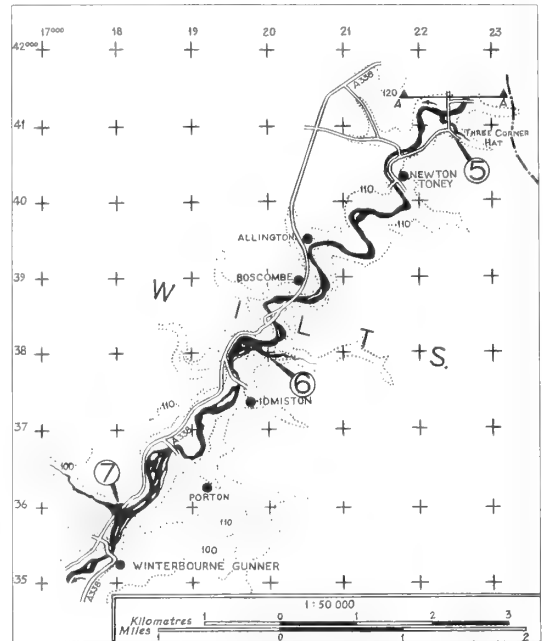 17000 18 19 20 21 22 23
42000
A338
120
A A
41
THREE CORNER
HAT
5
110
NEWTON
TONEY
40
110
ALLINGTON
BOSCOMBE
39
W I L T S.
38
6
110
IDMISTON
37
A338
100
7
PORTON
36
110
100
WINTERBOURNE GUNNER
35
A338
1:50 000
Kilomatres 1 0 1 2 3
Miles 1 0 1 2